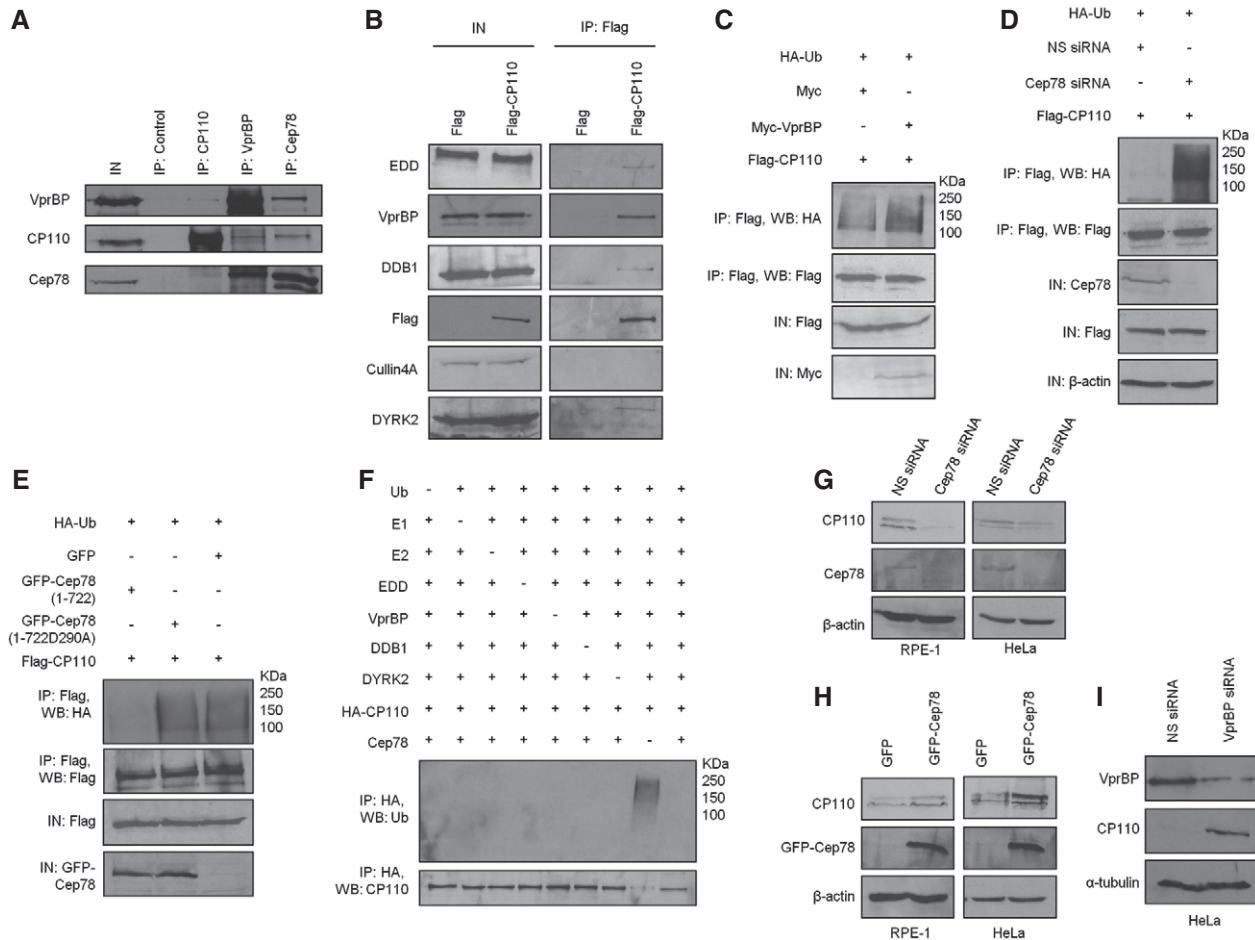 A
IN
IP: Control
IP: CP110
IP: VprBP
IP: Cep78
VprBP
CP110
Cep78
B
IN
IP: Flag
Flag
Flag-CP110
Flag
Flag-CP110
EDD
VprBP
DDB1
Flag
Cullin4A
DYRK2
C
HA-Ub + +
Myc + -
Myc-VprBP - +
Flag-CP110 + +
KDa
250
150
100
IP: Flag, WB: HA
IP: Flag, WB: Flag
IN: Flag
IN: Myc
D
HA-Ub + +
NS siRNA + -
Cep78 siRNA - +
Flag-CP110 + +
KDa
250
150
100
IP: Flag, WB: HA
IP: Flag, WB: Flag
IN: Cep78
IN: Flag
IN: β-actin
E
HA-Ub + + +
GFP - - +
GFP-Cep78
(1-722) + - -
GFP-Cep78
(1-722D290A) - + -
Flag-CP110 + + +
KDa
250
150
100
IP: Flag,
WB: HA
IP: Flag,
WB: Flag
IN: Flag
IN: GFP-
Cep78
F
Ub - + + + + + + + +
E1 + - + + + + + + +
E2 + + - + + + + + +
EDD + + + - + + + + +
VprBP + + + + - + + + +
DDB1 + + + + + - + + +
DYRK2 + + + + + + - + +
HA-CP110 + + + + + + + + +
Cep78 + + + + + + + - +
KDa
250
150
100
IP: HA,
WB: Ub
IP: HA,
WB: CP110
G
NS siRNA
Cep78 siRNA
NS siRNA
Cep78 siRNA
CP110
Cep78
β-actin
RPE-1
HeLa
H
GFP
GFP-Cep78
GFP
GFP-Cep78
CP110
GFP-Cep78
β-actin
RPE-1
HeLa
I
NS siRNA
VprBP siRNA
VprBP
CP110
α-tubulin
HeLa